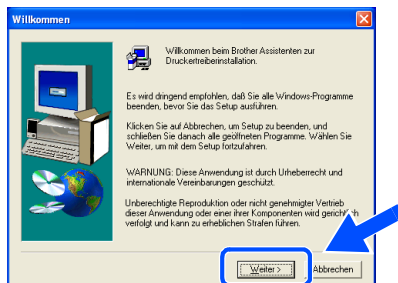 Willkommen
Willkommen beim Brother Assistenten zur
Druckertreiberinstallation.
Es wird dringend empfohlen, daß Sie alle Windows-Programme
beenden, bevor Sie das Setup ausführen.
Klicken Sie auf Abbrechen, um Setup zu beenden, und
schließen Sie danach alle geöffneten Programme. Wählen Sie
Weiter, um mit dem Setup fortzufahren.
WARNUNG: Diese Anwendung ist durch Urheberrecht und
internationale Vereinbarungen geschützt.
Unberechtigte Reproduktion oder nicht genehmigter Vertrieb
dieser Anwendung oder einer ihrer Komponenten wird gerichtlich
verfolgt und kann zu erheblichen Strafen führen.
Weiter > Abbrechen